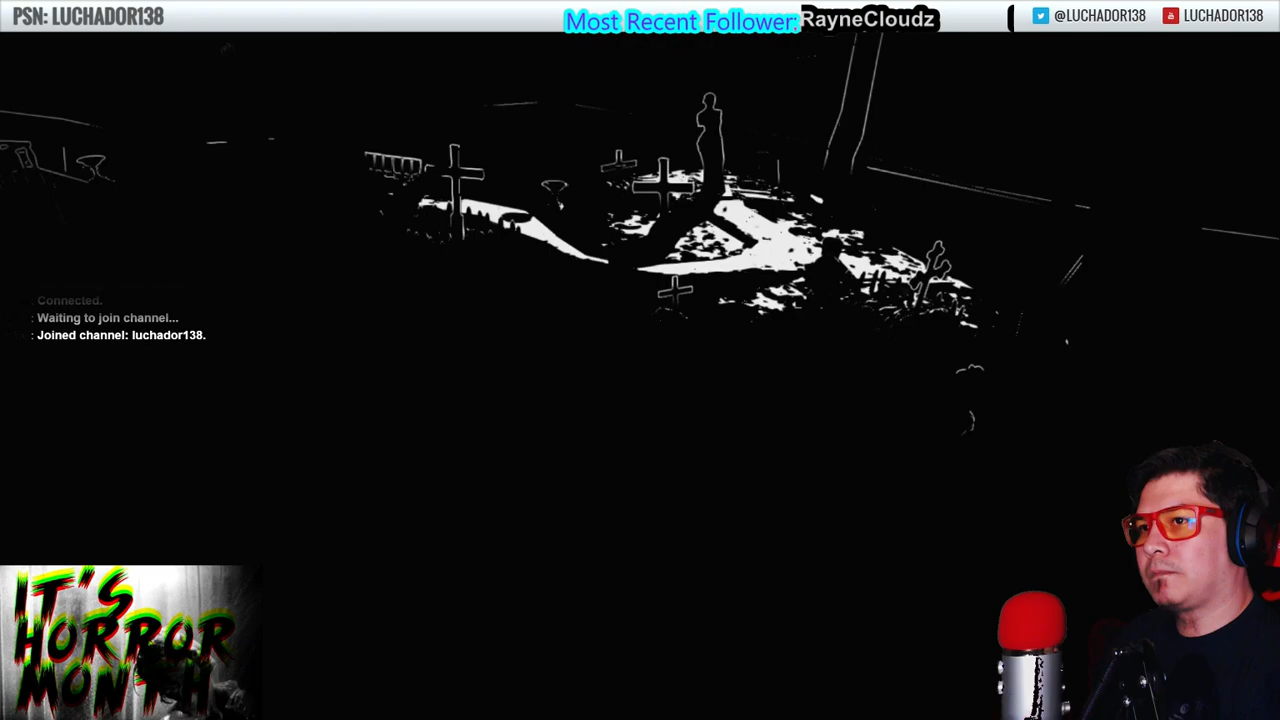 PSN: LUCHADOR138
Most Recent Follower: RayneCloudz
@LUCHADOR138
LUCHADOR138
: Connected.
: Waiting to join channel...
: Joined channel: luchador138.
IT'S
HORROR
MONTH